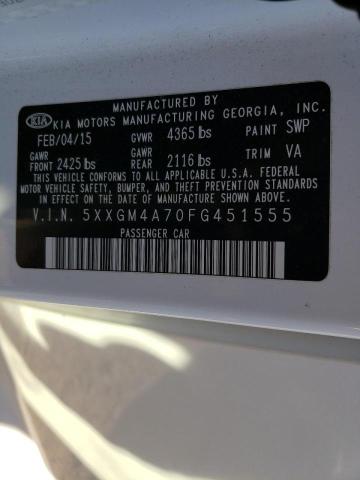 MANUFACTURED BY
KIA KIA MOTORS MANUFACTURING GEORGIA, INC.
FEB/04/15 GVWR 4365 lbs PAINT SWP
GAWR FRONT 2425 lbs GAWR REAR 2116 lbs TRIM VA
THIS VEHICLE CONFORMS TO ALL APPLICABLE U.S.A. FEDERAL
MOTOR VEHICLE SAFETY, BUMPER, AND THEFT PREVENTION
STANDARDS IN EFFECT ON THE DATE OF MANUFACTURE SHOWN ABOVE.
V.I.N. 5XXGM4A70FG451555
PASSENGER CAR